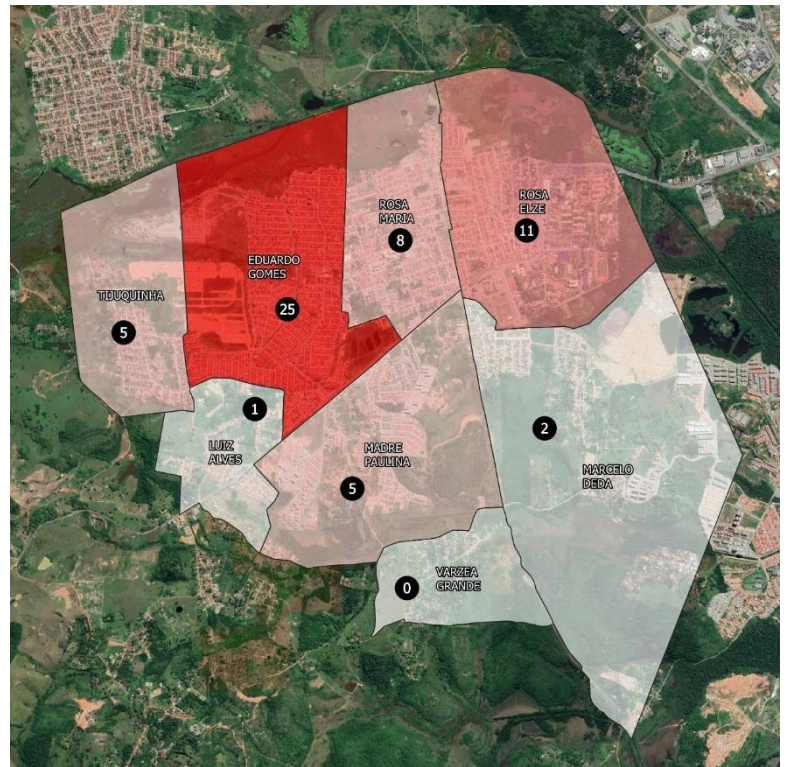 ROSA
ELZE
11
ROSA
MARIA
8
EDUARDO
GOMES
25
TIJUQUINHA
5
1
LUIZ
ALVES
2
MADRE
PAULINA
5
MARCELO
DEDA
VARZEA
GRANDE
0